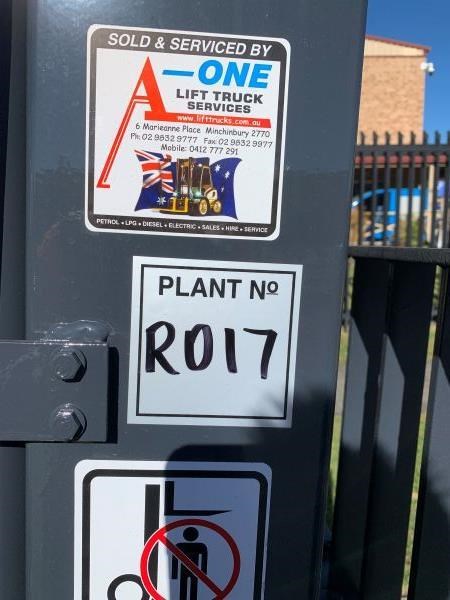 SOLD & SERVICED BY
A-ONE
LIFT TRUCK
SERVICES
www.lifttrucks.com.au
6 Marieanne Place Minchinbury 2770
Ph: 02 9832 9777 Fax: 02 9832 9977
Mobile: 0412 777 291
PETROL • LPG • DIESEL • ELECTRIC • SALES • HIRE • SERVICE
PLANT Nº
R017